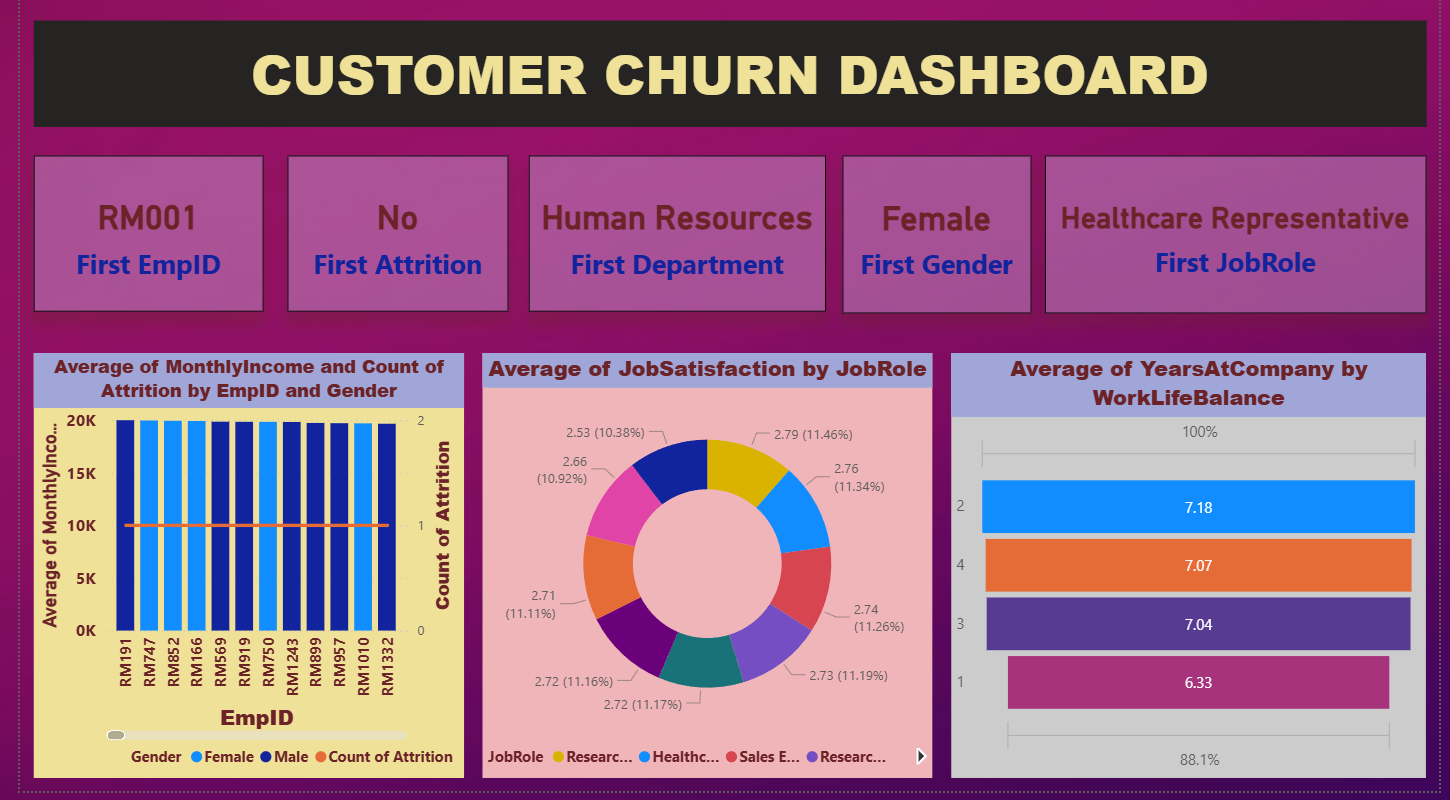 CUSTOMER CHURN DASHBOARD
RM001
First EmpID
No
First Attrition
Human Resources
First Department
Female
First Gender
Healthcare Representative
First JobRole
Average of MonthlyIncome and Count of
Attrition by EmpID and Gender
Average of MonthlyInco...
20K
15K
10K
5K
0K
2
1
0
Count of Attrition
RM191
RM747
RM852
RM166
RM569
RM919
RM750
RM1243
RM899
RM957
RM1010
RM1332
EmpID
Gender Female Male Count of Attrition
Average of JobSatisfaction by JobRole
2.79 (11.46%)
2.76
(11.34%)
2.74
(11.26%)
2.73 (11.19%)
2.72 (11.17%)
2.72 (11.16%)
2.71
(11.11%)
2.66
(10.92%)
2.53 (10.38%)
JobRole Researc... Healthc... Sales E... Researc...
Average of YearsAtCompany by
WorkLifeBalance
100%
2 7.18
4 7.07
3 7.04
1 6.33
88.1%